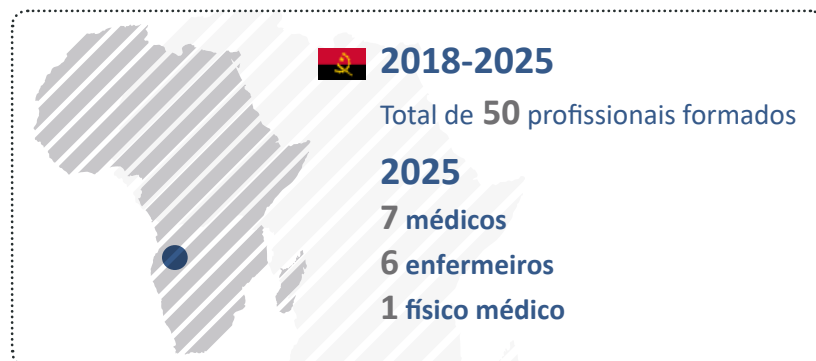 2018-2025
Total de 50 profissionais formados
2025
7 médicos
6 enfermeiros
1 físico médico